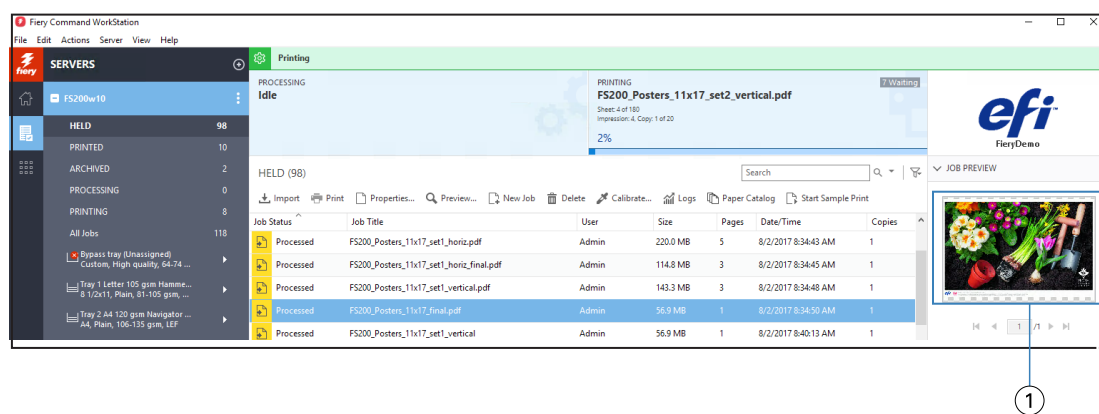 Fiery Command WorkStation
File Edit Actions Server View Help
fiery
SERVERS
FS200w10
HELD 98
PRINTED 10
ARCHIVED 2
PROCESSING 0
PRINTING 8
All Jobs 118
Bypass tray (Unassigned)
Custom, High quality, 64-74 ...
Tray 1 Letter 105 gsm Hamme...
8 1/2x11, Plain, 81-105 gsm, ...
Tray 2 A4 120 gsm Navigator ...
A4, Plain, 106-135 gsm, LEF
Printing
PROCESSING
Idle
PRINTING
7 Waiting
FS200_Posters_11x17_set2_vertical.pdf
Sheet: 4 of 180
Impression: 4, Copy: 1 of 20
2%
efi
FieryDemo
HELD (98)
Search
Import Print Properties... Preview... New Job Delete Calibrate... Logs Paper Catalog Start Sample Print
Job Status Job Title User Size Pages Date/Time Copies
Processed FS200_Posters_11x17_set1_horiz.pdf Admin 220.0 MB 5 8/2/2017 8:34:43 AM 1
Processed FS200_Posters_11x17_set1_horiz_final.pdf Admin 114.8 MB 3 8/2/2017 8:34:45 AM 1
Processed FS200_Posters_11x17_set1_vertical.pdf Admin 143.3 MB 3 8/2/2017 8:34:48 AM 1
Processed FS200_Posters_11x17_final.pdf Admin 56.9 MB 1 8/2/2017 8:34:50 AM 1
Processed FS200_Posters_11x17_set1_vertical Admin 56.9 MB 1 8/2/2017 8:40:13 AM 1
JOB PREVIEW
1 /1
1